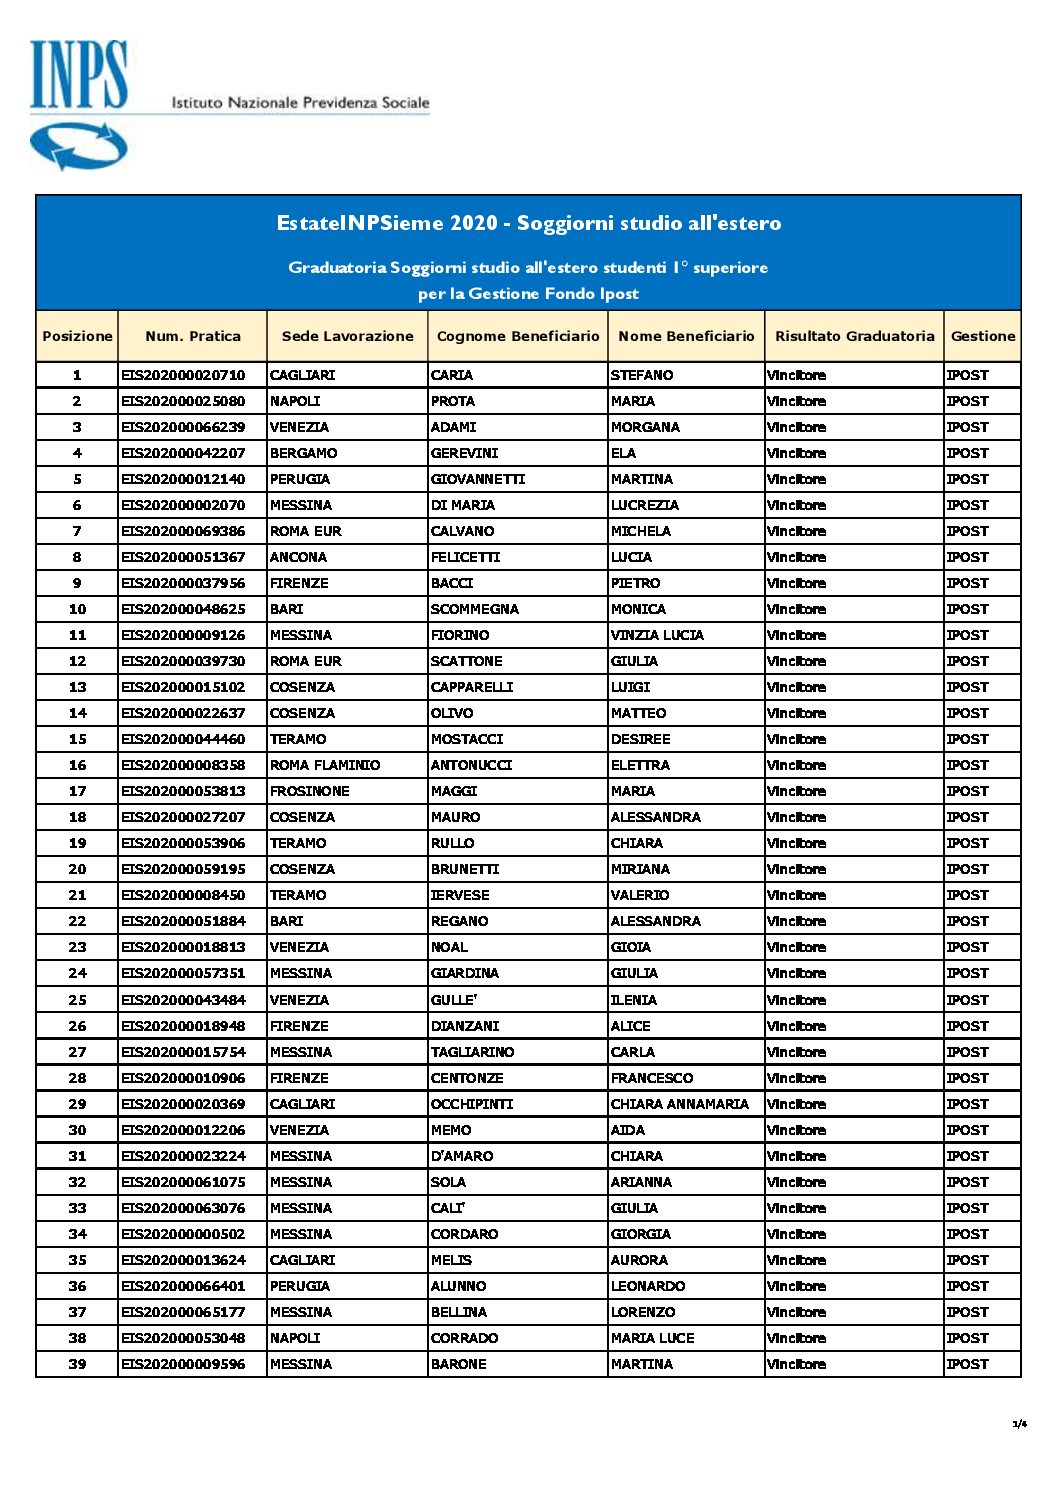 INPS
Istituto Nazionale Previdenza Sociale
EstateINPSieme 2020 - Soggiorni studio all'estero
Graduatoria Soggiorni studio all'estero studenti 1° superiore
per la Gestione Fondo Ipost
Posizione Num. Pratica Sede Lavorazione Cognome Beneficiario Nome Beneficiario Risultato Graduatoria Gestione
1 EIS202000020710 CAGLIARI CARIA STEFANO Vincitore IPOST
2 EIS202000025080 NAPOLI PROTA MARIA Vincitore IPOST
3 EIS202000066239 VENEZIA ADAMI MORGANA Vincitore IPOST
4 EIS202000042207 BERGAMO GEREVINI ELA Vincitore IPOST
5 EIS202000012140 PERUGIA GIOVANNETTI MARTINA Vincitore IPOST
6 EIS202000002070 MESSINA DI MARIA LUCREZIA Vincitore IPOST
7 EIS202000069386 ROMA EUR CALVANO MICHELA Vincitore IPOST
8 EIS202000051367 ANCONA FELICETTI LUCIA Vincitore IPOST
9 EIS202000037956 FIRENZE BACCI PIETRO Vincitore IPOST
10 EIS202000048625 BARI SCOMMEGNA MONICA Vincitore IPOST
11 EIS202000009126 MESSINA FIORINO VINZIA LUCIA Vincitore IPOST
12 EIS202000039730 ROMA EUR SCATTONE GIULIA Vincitore IPOST
13 EIS202000015102 COSENZA CAPPARELLI LUIGI Vincitore IPOST
14 EIS202000022637 COSENZA OLIVO MATTEO Vincitore IPOST
15 EIS202000044460 TERAMO MOSTACCI DESIREE Vincitore IPOST
16 EIS202000008358 ROMA FLAMINIO ANTONUCCI ELETTRA Vincitore IPOST
17 EIS202000053813 FROSINONE MAGGI MARIA Vincitore IPOST
18 EIS202000027207 COSENZA MAURO ALESSANDRA Vincitore IPOST
19 EIS202000053906 TERAMO RULLO CHIARA Vincitore IPOST
20 EIS202000059195 COSENZA BRUNETTI MIRIANA Vincitore IPOST
21 EIS202000008450 TERAMO IERVESE VALERIO Vincitore IPOST
22 EIS202000051884 BARI REGANO ALESSANDRA Vincitore IPOST
23 EIS202000018813 VENEZIA NOAL GIOIA Vincitore IPOST
24 EIS202000057351 MESSINA GIARDINA GIULIA Vincitore IPOST
25 EIS202000043484 VENEZIA GULLE' ILENIA Vincitore IPOST
26 EIS202000018948 FIRENZE DIANZANI ALICE Vincitore IPOST
27 EIS202000015754 MESSINA TAGLIARINO CARLA Vincitore IPOST
28 EIS202000010906 FIRENZE CENTONZE FRANCESCO Vincitore IPOST
29 EIS202000020369 CAGLIARI OCCHIPINTI CHIARA ANNAMARIA Vincitore IPOST
30 EIS202000012206 VENEZIA MEMO AIDA Vincitore IPOST
31 EIS202000023224 MESSINA D'AMARO CHIARA Vincitore IPOST
32 EIS202000061075 MESSINA SOLA ARIANNA Vincitore IPOST
33 EIS202000063076 MESSINA CALI' GIULIA Vincitore IPOST
34 EIS202000000502 MESSINA CORDARO GIORGIA Vincitore IPOST
35 EIS202000013624 CAGLIARI MELIS AURORA Vincitore IPOST
36 EIS202000066401 PERUGIA ALUNNO LEONARDO Vincitore IPOST
37 EIS202000065177 MESSINA BELLINA LORENZO Vincitore IPOST
38 EIS202000053048 NAPOLI CORRADO MARIA LUCE Vincitore IPOST
39 EIS202000009596 MESSINA BARONE MARTINA Vincitore IPOST
1/4